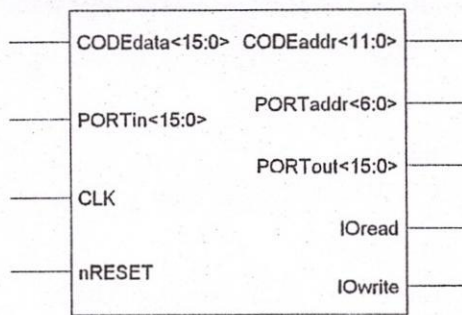 CODEdata<15:0> CODEaddr<11:0>
PORTaddr<6:0>
PORTin<15:0>
PORTout<15:0>
CLK
IOread
nRESET
IOwrite